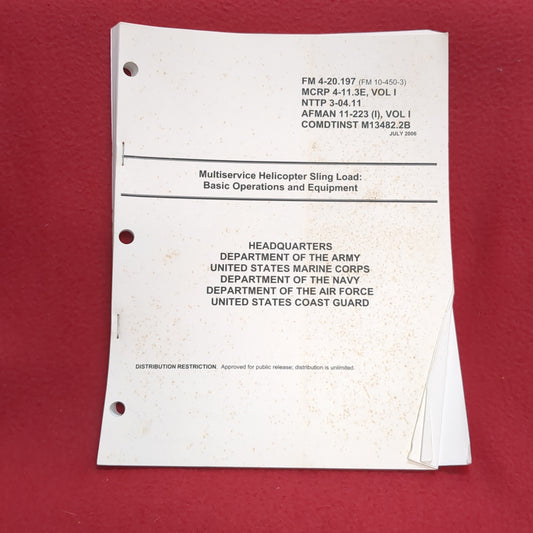 FM 4-20.197 (FM 10-450-3)
MCRP 4-11.3E, VOL I
NTTP 3-04.11
AFMAN 11-223 (I), VOL I
COMDTINST M13482.2B
JULY 2006
Multiservice Helicopter Sling Load:
Basic Operations and Equipment
HEADQUARTERS
DEPARTMENT OF THE ARMY
UNITED STATES MARINE CORPS
DEPARTMENT OF THE NAVY
DEPARTMENT OF THE AIR FORCE
UNITED STATES COAST GUARD
DISTRIBUTION RESTRICTION. Approved for public release; distribution is unlimited.